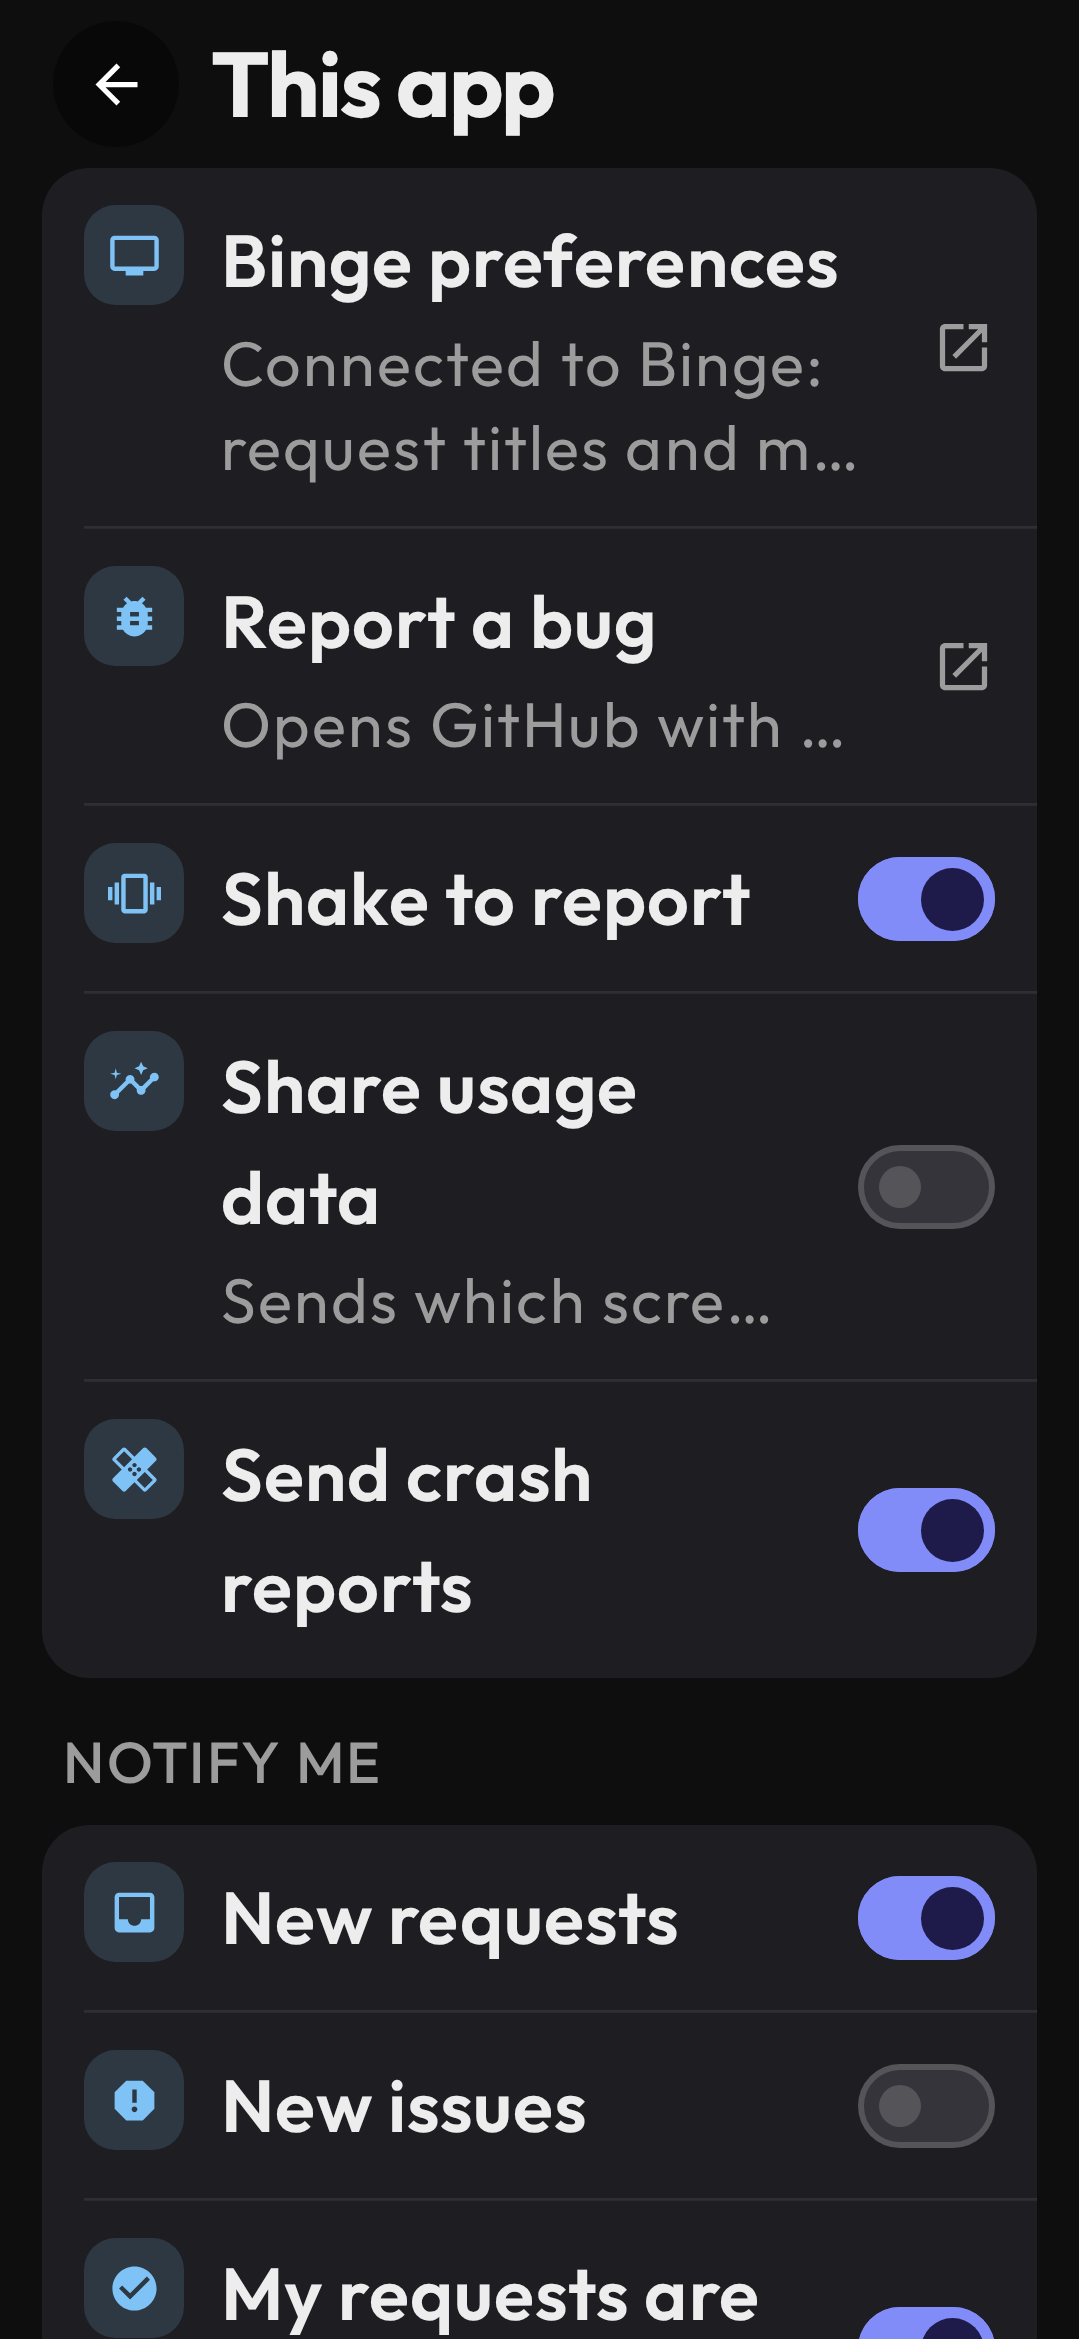 This app
Binge preferences
Connected to Binge:
request titles and m...
Report a bug
Opens GitHub with ...
Shake to report
Share usage
data
Sends which scre...
Send crash
reports
NOTIFY ME
New requests
New issues
My requests are